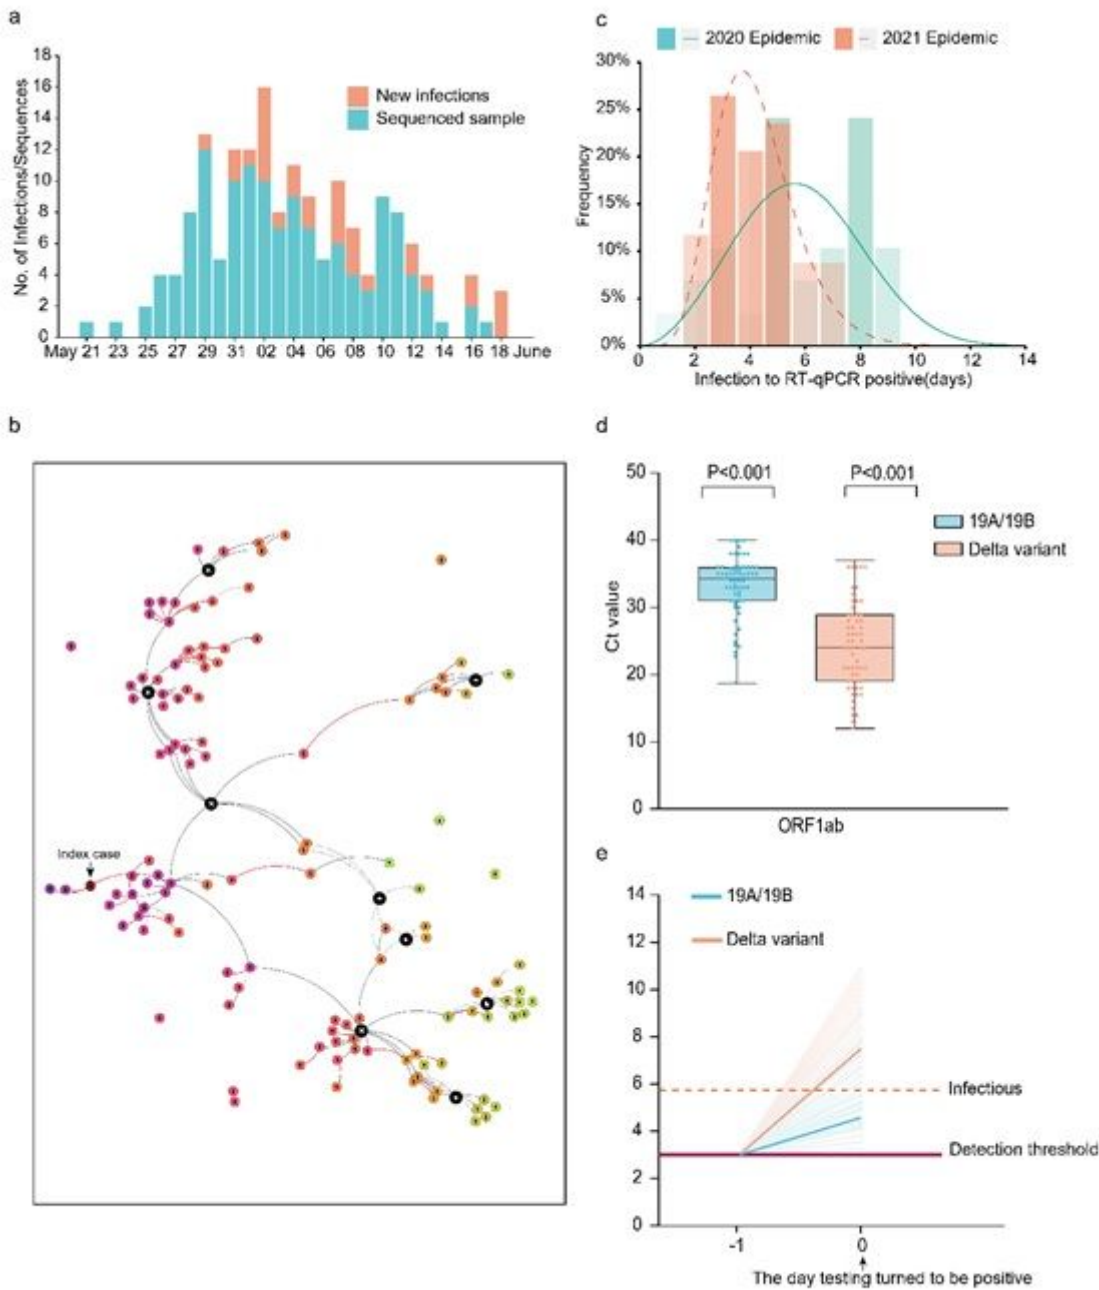 a
No. of Infections/Sequences
18
16
14
12
10
8
6
4
2
0
New infections
Sequenced sample
May 21 23 25 27 29 31 02 04 06 08 10 12 14 16 18 June
c
2020 Epidemic 2021 Epidemic
Frequency
30%
25%
20%
15%
10%
5%
0%
0 2 4 6 8 10 12 14
Infection to RT-qPCR positive(days)
b
Index case
d
Ct value
50
40
30
20
10
0
P<0.001 P<0.001
19A/19B
Delta variant
ORF1ab
e
14
12
10
8
6
4
2
0
19A/19B
Delta variant
Infectious
Detection threshold
-1 0
The day testing turned to be positive